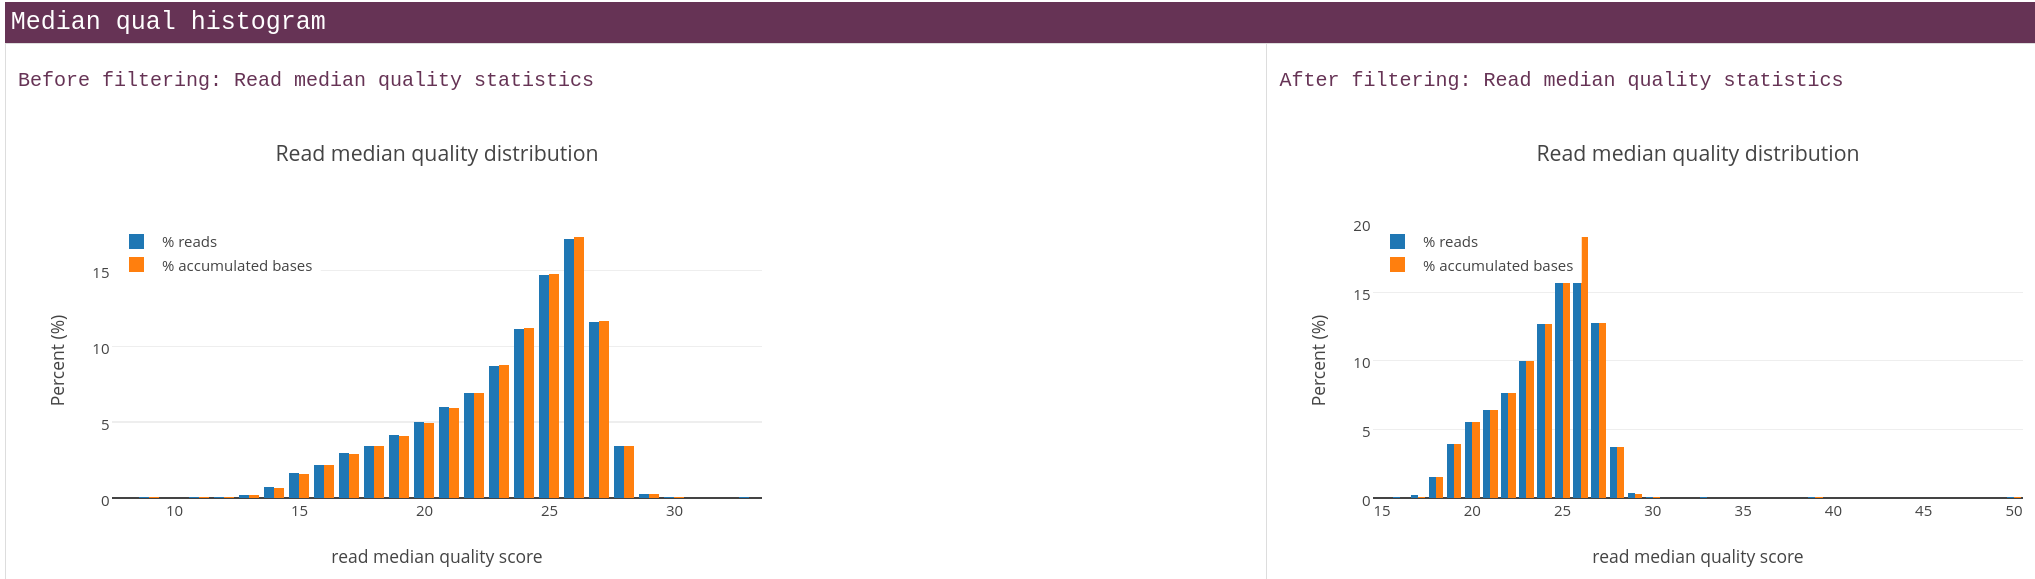 Median qual histogram
Before filtering: Read median quality statistics
Read median quality distribution
% reads
% accumulated bases
15
10
5
0
Percent (%)
10 15 20 25 30
read median quality score
After filtering: Read median quality statistics
Read median quality distribution
% reads
% accumulated bases
20
15
10
5
0
Percent (%)
15 20 25 30 35 40 45 50
read median quality score